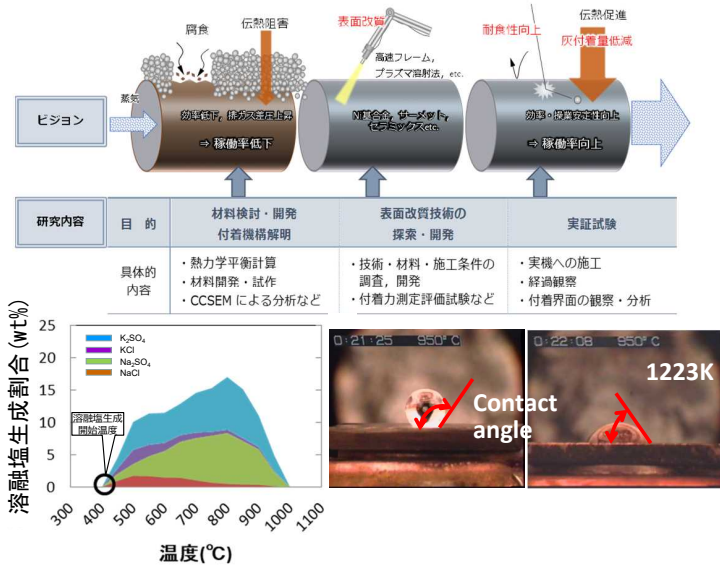 腐食
伝熱阻害
表面改質
高速フレーム,
プラズマ溶射法, etc.
伝熱促進
耐食性向上
灰付着量低減
ビジョン
蒸気
効率低下, 排ガス差圧上昇
⇒ 稼働率低下
Ni基合金, サーメット,
セラミックスetc.
効率・操業安定性向上
⇒ 稼働率向上
研究内容
目 的
材料検討・開発
付着機構解明
表面改質技術の
探索・開発
実証試験
具体的
内容
・熱力学平衡計算
・材料開発・試作
・CCSEM による分析など
・技術・材料・施工条件の
調査, 開発
・付着力測定評価試験など
・実機への施工
・経過観察
・付着界面の観察・分析
溶融塩生成割合(wt%)
25
20
15
10
5
0
K₂SO₄
KCl
Na₂SO₄
NaCl
溶融塩生成
開始温度
300
400
500
600
700
800
900
1000
1100
温度(°C)
0:21:25 950°C
Contact
angle
0:22:08 950°C
1223K